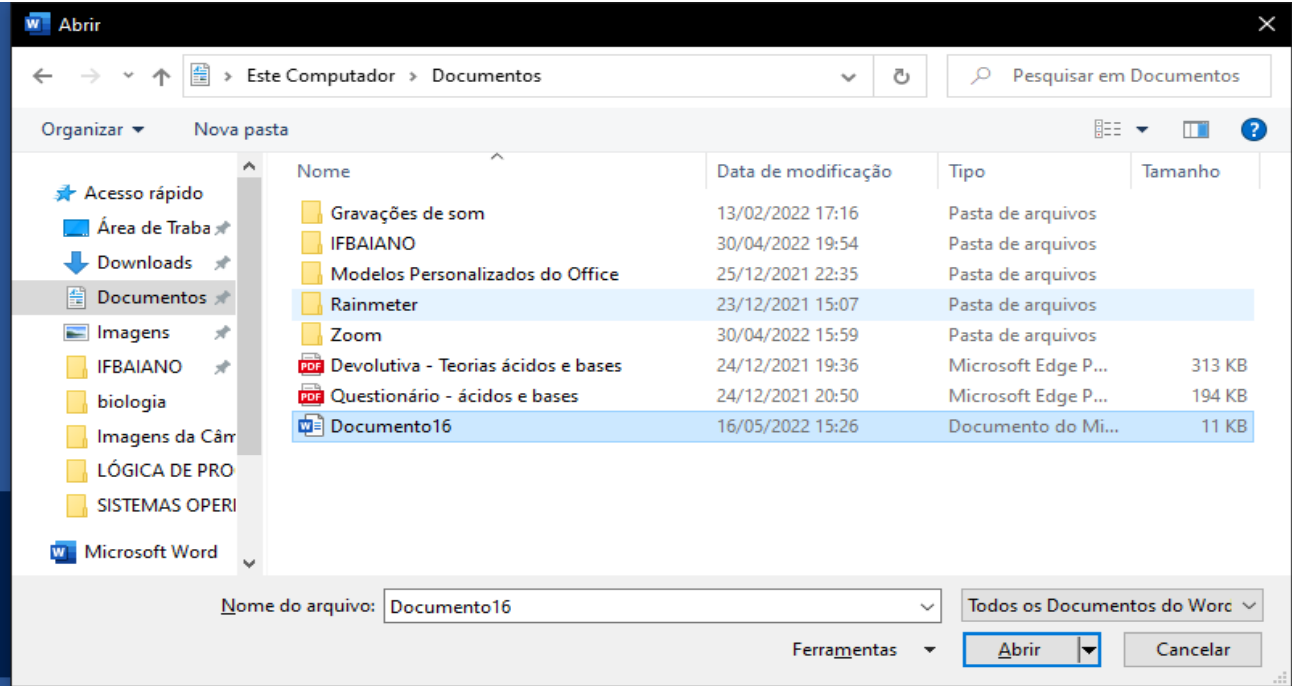 Abrir
Este Computador > Documentos
Pesquisar em Documentos
Organizar
Nova pasta
Acesso rápido
Área de Traba
Downloads
Documentos
Imagens
IFBAIANO
biologia
Imagens da Câm
LÓGICA DE PRO
SISTEMAS OPERI
Microsoft Word
Nome Data de modificação Tipo Tamanho
Gravações de som 13/02/2022 17:16 Pasta de arquivos
IFBAIANO 30/04/2022 19:54 Pasta de arquivos
Modelos Personalizados do Office 25/12/2021 22:35 Pasta de arquivos
Rainmeter 23/12/2021 15:07 Pasta de arquivos
Zoom 30/04/2022 15:59 Pasta de arquivos
PDF Devolutiva - Teorias ácidos e bases 24/12/2021 19:36 Microsoft Edge P... 313 KB
PDF Questionário - ácidos e bases 24/12/2021 20:50 Microsoft Edge P... 194 KB
Documento16 16/05/2022 15:26 Documento do Mi... 11 KB
Nome do arquivo: Documento16
Todos os Documentos do Worc
Ferramentas
Abrir
Cancelar